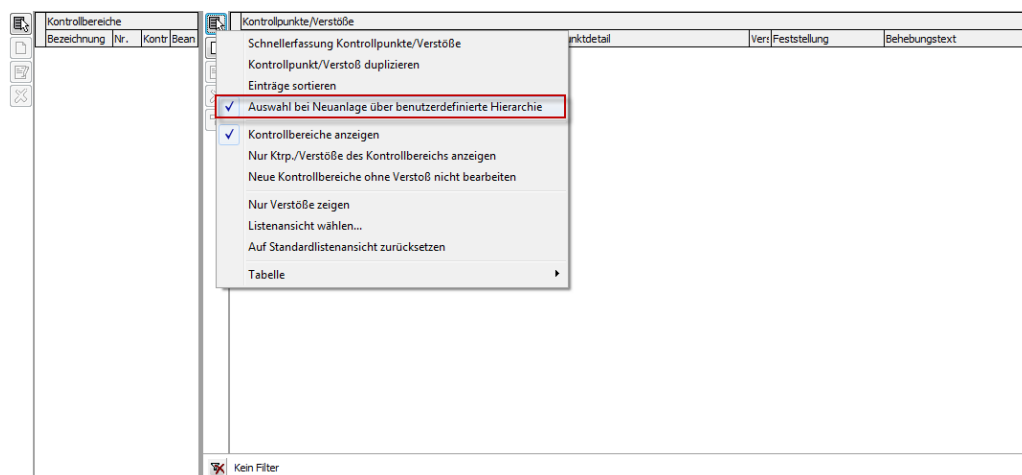 Kontrollbereiche
Kontrollpunkte/Verstöße
Bezeichnung Nr. Kontr Bean
unktdetail Vers Feststellung Behebungstext
Schnellerfassung Kontrollpunkte/Verstöße
Kontrollpunkt/Verstoß duplizieren
Einträge sortieren
Auswahl bei Neuanlage über benutzerdefinierte Hierarchie
Kontrollbereiche anzeigen
Nur Ktrp./Verstöße des Kontrollbereichs anzeigen
Neue Kontrollbereiche ohne Verstoß nicht bearbeiten
Nur Verstöße zeigen
Listenansicht wählen...
Auf Standardlistenansicht zurücksetzen
Tabelle
Kein Filter